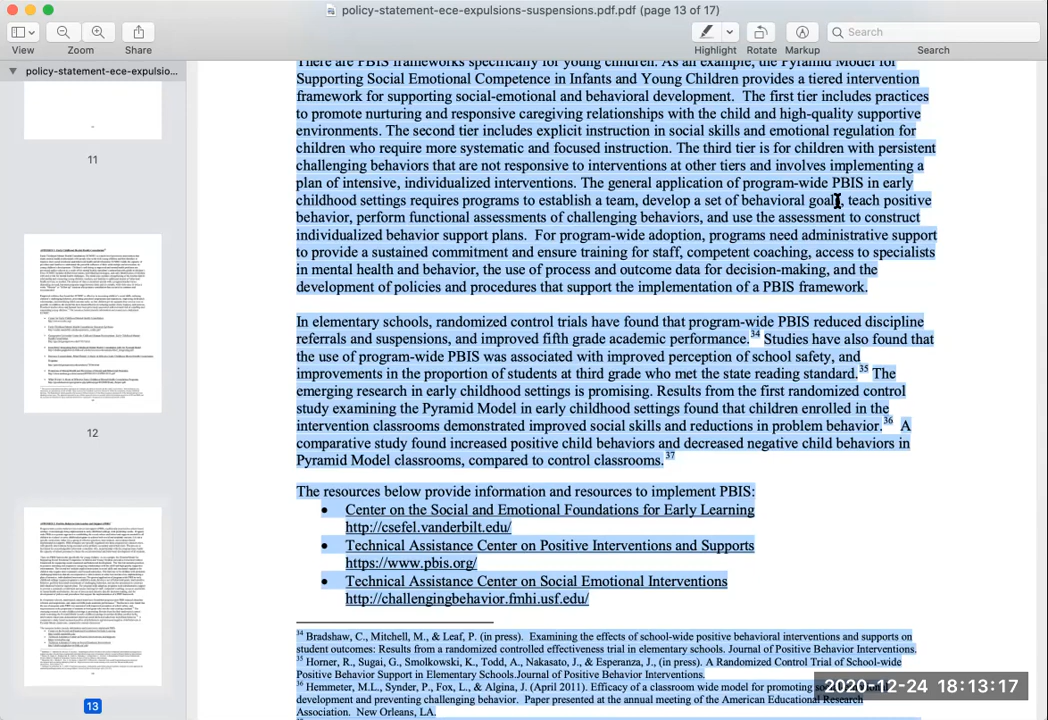 policy-statement-ece-expulsions-suspensions.pdf.pdf (page 13 of 17)
View
Zoom
Share
Highlight
Rotate
Markup
Search
Search
policy-statement-ece-expulsio...
11
12
13
There are PBIS frameworks specifically for young children. As an example, the Pyramid Model for
Supporting Social Emotional Competence in Infants and Young Children provides a tiered intervention
framework for supporting social-emotional and behavioral development. The first tier includes practices
to promote nurturing and responsive caregiving relationships with the child and high-quality supportive
environments. The second tier includes explicit instruction in social skills and emotional regulation for
children who require more systematic and focused instruction. The third tier is for children with persistent
challenging behaviors that are not responsive to interventions at other tiers and involves implementing a
plan of intensive, individualized interventions. The general application of program-wide PBIS in early
childhood settings requires programs to establish a team, develop a set of behavioral goals, teach positive
behavior, perform functional assessments of challenging behaviors, and use the assessment to construct
individualized behavior support plans. For program-wide adoption, programs need administrative support
to provide a sustained commitment and active training for staff, competent coaching, access to specialists
in mental health and behavior, the use of process and outcome data for decision-making, and the
development of policies and procedures that support the implementation of a PBIS framework.
In elementary schools, randomized control trials have found that program-wide PBIS reduced discipline
referrals and suspensions, and improved fifth grade academic performance.34 Studies have also found that
the use of program-wide PBIS was associated with improved perception of school safety, and
improvements in the proportion of students at third grade who met the state reading standard.35 The
emerging research in early childhood settings is promising. Results from the first randomized control
study examining the Pyramid Model in early childhood settings found that children enrolled in the
intervention classrooms demonstrated improved social skills and reductions in problem behavior.36 A
comparative study found increased positive child behaviors and decreased negative child behaviors in
Pyramid Model classrooms, compared to control classrooms.37
The resources below provide information and resources to implement PBIS:
• Center on the Social and Emotional Foundations for Early Learning
http://csefel.vanderbilt.edu/
• Technical Assistance Center on Positive Interventions and Supports
https://www.pbis.org/
• Technical Assistance Center on Social Emotional Interventions
http://challengingbehavior.fmhi.usf.edu/
34 Bradshaw, C., Mitchell, M., & Leaf, P. (in press). Examining the effects of school-wide positive behavioral interventions and supports on
student outcomes: Results from a randomized controlled effectiveness trial in elementary schools. Journal of Positive Behavior Interventions.
35 Horner, R., Sugai, G., Smolkowski, K., Todd, A., Nakasato, J., & Esperanza, J., (in press). A Randomized Control Trial of School-wide
Positive Behavior Support in Elementary Schools.Journal of Positive Behavior Interventions.
36 Hemmeter, M.L., Synder, P., Fox, L., & Algina, J. (April 2011). Efficacy of a classroom wide model for promoting
development and preventing challenging behavior. Paper presented at the annual meeting of the American Educational Research
Association. New Orleans, LA.
2020-12-24 18:13:17